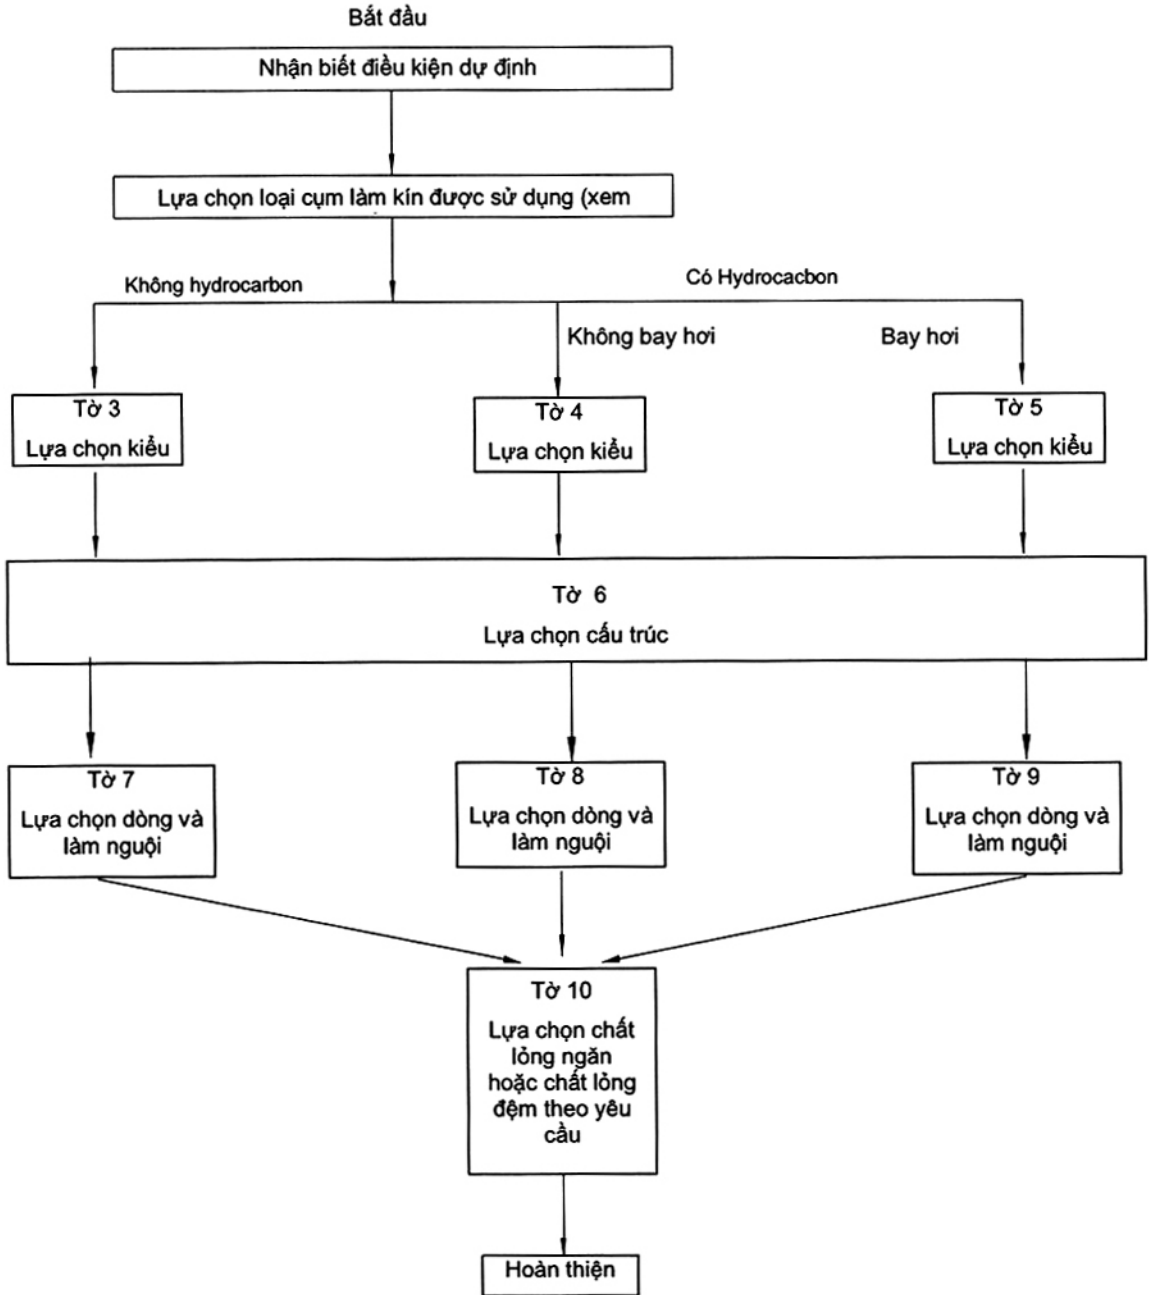 Bắt đầu
Nhận biết điều kiện dự định
Lựa chọn loại cụm làm kín được sử dụng (xem
Không hydrocarbon
Có Hydrocacbon
Không bay hơi
Bay hơi
Tờ 3
Lựa chọn kiểu
Tờ 4
Lựa chọn kiểu
Tờ 5
Lựa chọn kiểu
Tờ 6
Lựa chọn cấu trúc
Tờ 7
Lựa chọn dòng và
làm nguội
Tờ 8
Lựa chọn dòng và
làm nguội
Tờ 9
Lựa chọn dòng và
làm nguội
Tờ 10
Lựa chọn chất
lỏng ngăn
hoặc chất lỏng
đệm theo yêu
cầu
Hoàn thiện